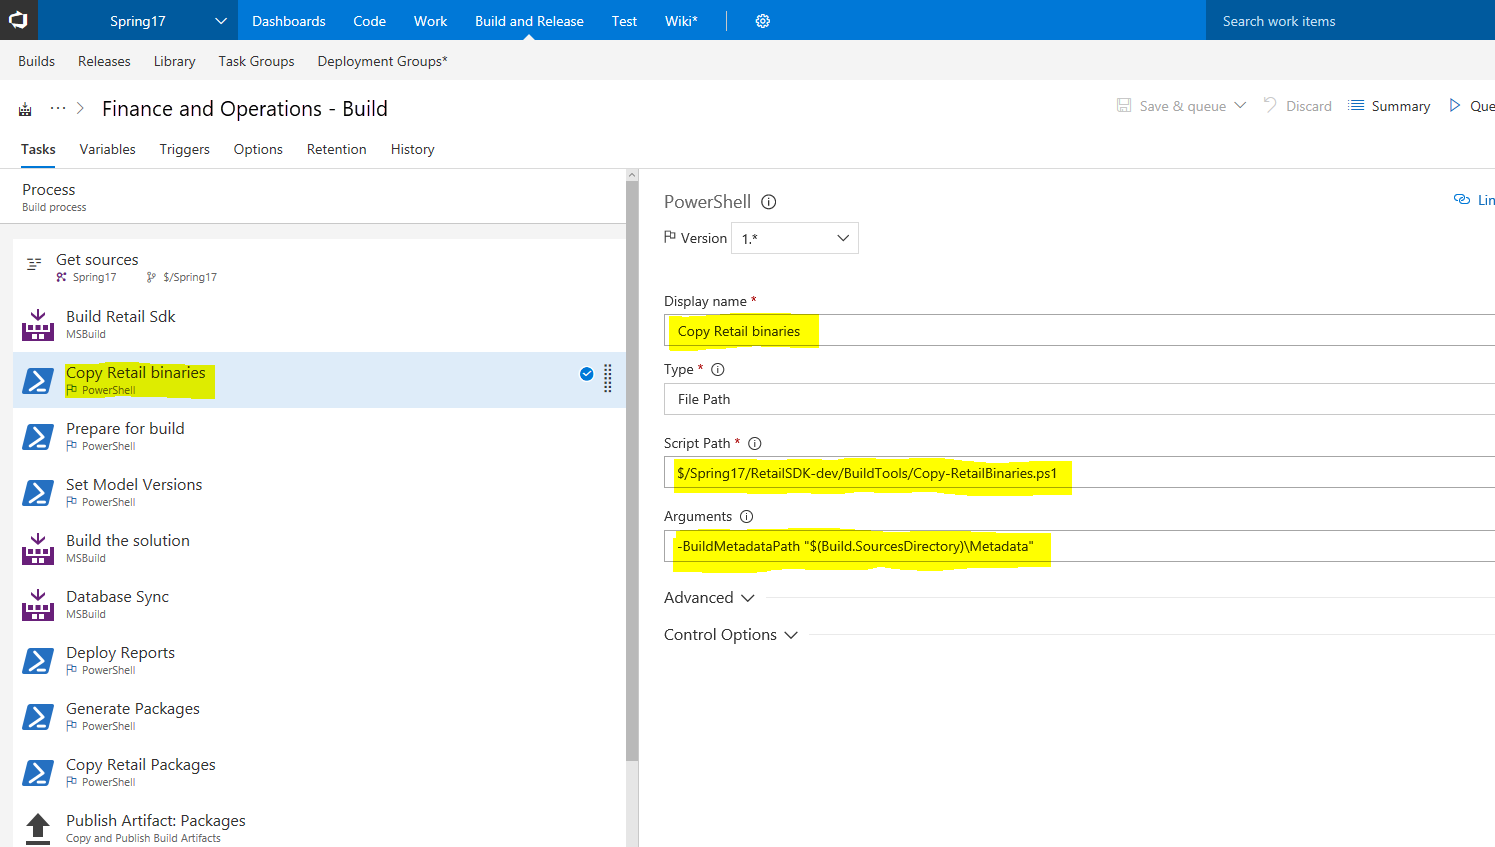 Spring17 Dashboards Code Work Build and Release Test Wiki* Search work items
Builds Releases Library Task Groups Deployment Groups*
··· Finance and Operations - Build Save & queue Discard Summary Que
Tasks Variables Triggers Options Retention History
Process
Build process
Get sources
Spring17 $/Spring17
Build Retail Sdk
MSBuild
Copy Retail binaries
PowerShell
Prepare for build
PowerShell
Set Model Versions
PowerShell
Build the solution
MSBuild
Database Sync
MSBuild
Deploy Reports
PowerShell
Generate Packages
PowerShell
Copy Retail Packages
PowerShell
Publish Artifact: Packages
Copy and Publish Build Artifacts
PowerShell Lin
Version 1.*
Display name *
Copy Retail binaries
Type *
File Path
Script Path *
$/Spring17/RetailSDK-dev/BuildTools/Copy-RetailBinaries.ps1
Arguments
-BuildMetadataPath "$(Build.SourcesDirectory)\Metadata"
Advanced
Control Options